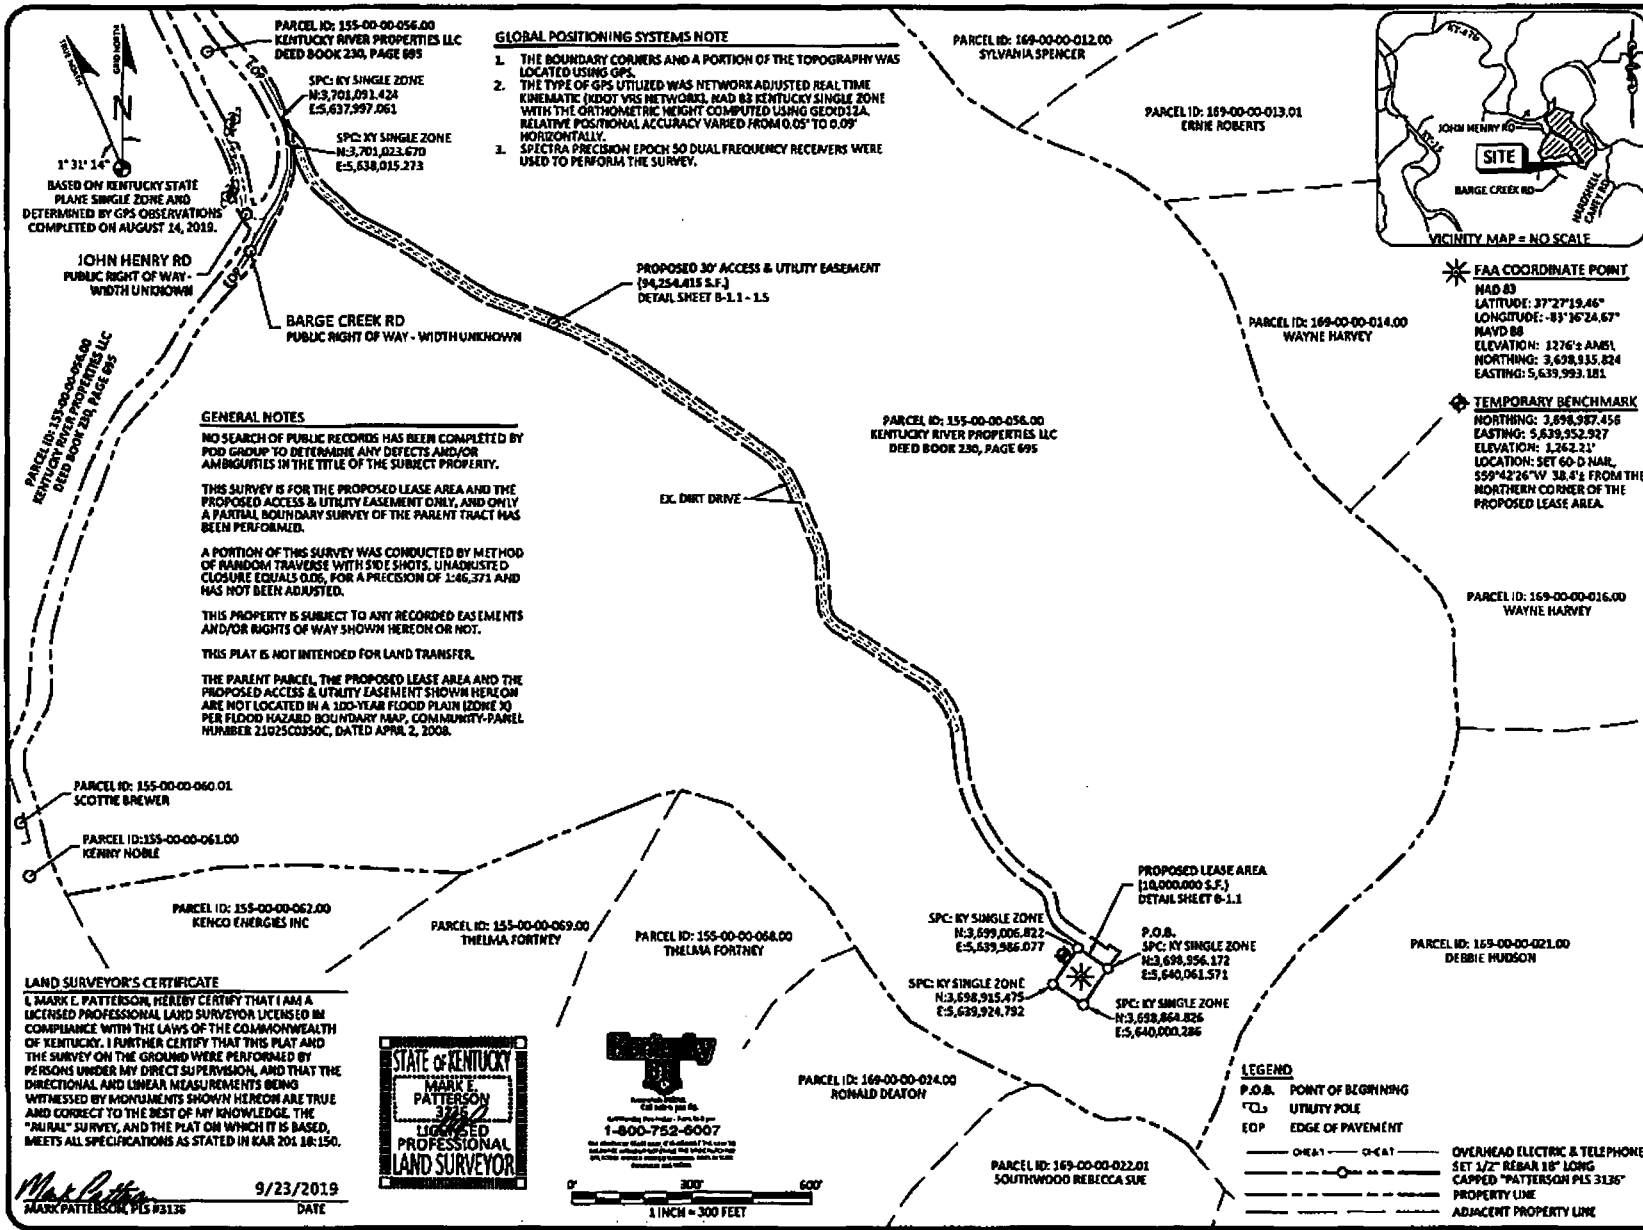 PARCEL ID: 155-00-00-056.00
KENTUCKY RIVER PROPERTIES LLC
DEED BOOK 230, PAGE 695
TRUE NORTH
GRID NORTH
N
1°31'14"
BASED ON KENTUCKY STATE
PLANE SINGLE ZONE AND
DETERMINED BY GPS OBSERVATIONS
COMPLETED ON AUGUST 14, 2019.
EOP
SPC: KY SINGLE ZONE
N:3,701,091.424
E:5,637,997.061
SPC: KY SINGLE ZONE
N:3,701,023.670
E:5,638,015.273
JOHN HENRY RD
PUBLIC RIGHT OF WAY -
WIDTH UNKNOWN
EOP
BARGE CREEK RD
PUBLIC RIGHT OF WAY - WIDTH UNKNOWN
PARCEL ID: 155-00-00-056.00
KENTUCKY RIVER PROPERTIES LLC
DEED BOOK 230, PAGE 695
GLOBAL POSITIONING SYSTEMS NOTE
1. THE BOUNDARY CORNERS AND A PORTION OF THE TOPOGRAPHY WAS
LOCATED USING GPS.
2. THE TYPE OF GPS UTILIZED WAS NETWORK ADJUSTED REAL TIME
KINEMATIC (KDOT VRS NETWORK), NAD 83 KENTUCKY SINGLE ZONE
WITH THE ORTHOMETRIC HEIGHT COMPUTED USING GEOID12A.
RELATIVE POSITIONAL ACCURACY VARIED FROM 0.05' TO 0.09'
HORIZONTALLY.
3. SPECTRA PRECISION EPOCH 50 DUAL FREQUENCY RECEIVERS WERE
USED TO PERFORM THE SURVEY.
PARCEL ID: 169-00-00-012.00
SYLVANIA SPENCER
PARCEL ID: 169-00-00-013.01
ERNIE ROBERTS
KY-476
KY-15
JOHN HENRY RD
SITE
BARGE CREEK RD
HARDSHELL
CANEY RD
VICINITY MAP = NO SCALE
PROPOSED 30' ACCESS & UTILITY EASEMENT
(94,254.815 S.F.)
DETAIL SHEET B-1.1 - 1.5
PARCEL ID: 169-00-00-014.00
WAYNE HARVEY
FAA COORDINATE POINT
NAD 83
LATITUDE: 37°27'19.46"
LONGITUDE: -83°16'24.67"
NAVD 88
ELEVATION: 1276'± AMSL
NORTHING: 3,698,935.824
EASTING: 5,639,993.181
TEMPORARY BENCHMARK
NORTHING: 3,698,987.456
EASTING: 5,639,952.927
ELEVATION: 1,262.21'
LOCATION: SET 60-D NAIL,
S59°42'26"W 38.4'± FROM THE
NORTHERN CORNER OF THE
PROPOSED LEASE AREA.
GENERAL NOTES
NO SEARCH OF PUBLIC RECORDS HAS BEEN COMPLETED BY
POD GROUP TO DETERMINE ANY DEFECTS AND/OR
AMBIGUITIES IN THE TITLE OF THE SUBJECT PROPERTY.
THIS SURVEY IS FOR THE PROPOSED LEASE AREA AND THE
PROPOSED ACCESS & UTILITY EASEMENT ONLY, AND ONLY
A PARTIAL BOUNDARY SURVEY OF THE PARENT TRACT HAS
BEEN PERFORMED.
A PORTION OF THIS SURVEY WAS CONDUCTED BY METHOD
OF RANDOM TRAVERSE WITH SIDE SHOTS. UNADJUSTED
CLOSURE EQUALS 0.06, FOR A PRECISION OF 1:46,371 AND
HAS NOT BEEN ADJUSTED.
THIS PROPERTY IS SUBJECT TO ANY RECORDED EASEMENTS
AND/OR RIGHTS OF WAY SHOWN HEREON OR NOT.
THIS PLAT IS NOT INTENDED FOR LAND TRANSFER.
THE PARENT PARCEL, THE PROPOSED LEASE AREA AND THE
PROPOSED ACCESS & UTILITY EASEMENT SHOWN HEREON
ARE NOT LOCATED IN A 100-YEAR FLOOD PLAIN (ZONE X)
PER FLOOD HAZARD BOUNDARY MAP, COMMUNITY-PANEL
NUMBER 21025C0350C, DATED APRIL 2, 2008.
PARCEL ID: 155-00-00-056.00
KENTUCKY RIVER PROPERTIES LLC
DEED BOOK 230, PAGE 695
EX. DIRT DRIVE
PARCEL ID: 169-00-00-016.00
WAYNE HARVEY
PARCEL ID: 155-00-00-060.01
SCOTTIE BREWER
PARCEL ID:155-00-00-061.00
KENNY NOBLE
PARCEL ID: 155-00-00-062.00
KENCO ENERGIES INC
PARCEL ID: 155-00-00-069.00
THELMA FORTNEY
PARCEL ID: 155-00-00-068.00
THELMA FORTNEY
PROPOSED LEASE AREA
(10,000.000 S.F.)
DETAIL SHEET B-1.1
SPC: KY SINGLE ZONE
N:3,699,006.822
E:5,639,986.077
P.O.B.
SPC: KY SINGLE ZONE
N:3,698,956.172
E:5,640,061.571
SPC: KY SINGLE ZONE
N:3,698,915.475
E:5,639,924.792
SPC: KY SINGLE ZONE
N:3,698,864.826
E:5,640,000.286
PARCEL ID: 169-00-00-021.00
DEBBIE HUDSON
PARCEL ID: 169-00-00-024.00
RONALD DEATON
PARCEL ID: 169-00-00-022.01
SOUTHWOOD REBECCA SUE
LAND SURVEYOR'S CERTIFICATE
I, MARK E. PATTERSON, HEREBY CERTIFY THAT I AM A
LICENSED PROFESSIONAL LAND SURVEYOR LICENSED IN
COMPLIANCE WITH THE LAWS OF THE COMMONWEALTH
OF KENTUCKY. I FURTHER CERTIFY THAT THIS PLAT AND
THE SURVEY ON THE GROUND WERE PERFORMED BY
PERSONS UNDER MY DIRECT SUPERVISION, AND THAT THE
DIRECTIONAL AND LINEAR MEASUREMENTS BEING
WITNESSED BY MONUMENTS SHOWN HEREON ARE TRUE
AND CORRECT TO THE BEST OF MY KNOWLEDGE. THE
"RURAL" SURVEY, AND THE PLAT ON WHICH IT IS BASED,
MEETS ALL SPECIFICATIONS AS STATED IN KAR 201 18:150.
Mark Patterson
9/23/2019
MARK PATTERSON, PLS #3136
DATE
STATE of KENTUCKY
MARK E.
PATTERSON
LICENSED
PROFESSIONAL
LAND SURVEYOR
1-800-752-6007
0'
300'
600'
1 INCH = 300 FEET
LEGEND
P.O.B. POINT OF BEGINNING
UTILITY POLE
EOP EDGE OF PAVEMENT
OHE&T OHE&T OVERHEAD ELECTRIC & TELEPHONE
SET 1/2" REBAR 18" LONG
CAPPED "PATTERSON PLS 3136"
PROPERTY LINE
ADJACENT PROPERTY LINE